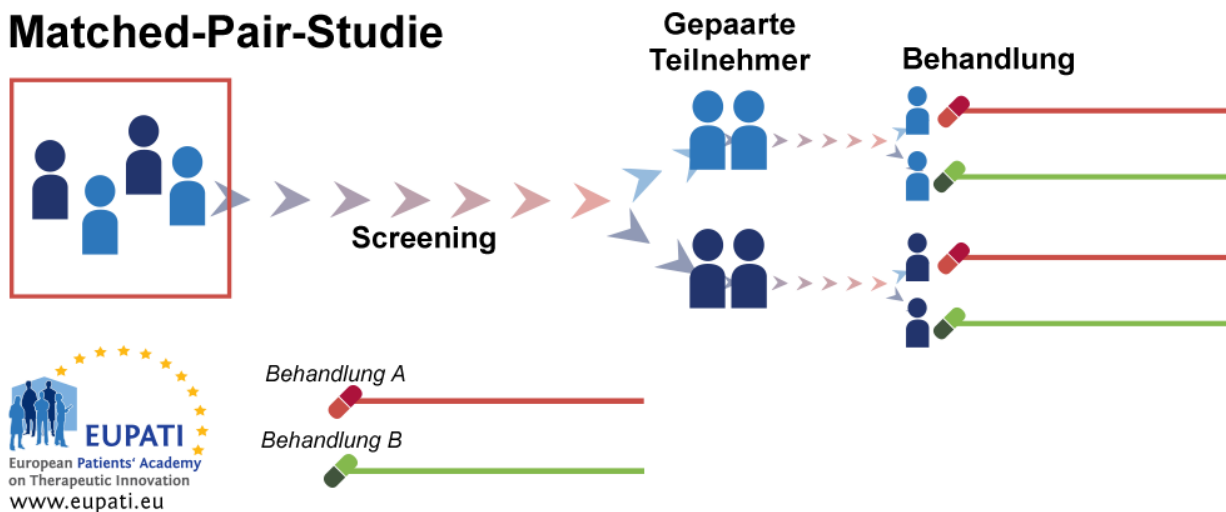 Matched-Pair-Studie
Gepaarte
Teilnehmer
Behandlung
Screening
Behandlung A
Behandlung B
EUPATI
European Patients' Academy
on Therapeutic Innovation
www.eupati.eu